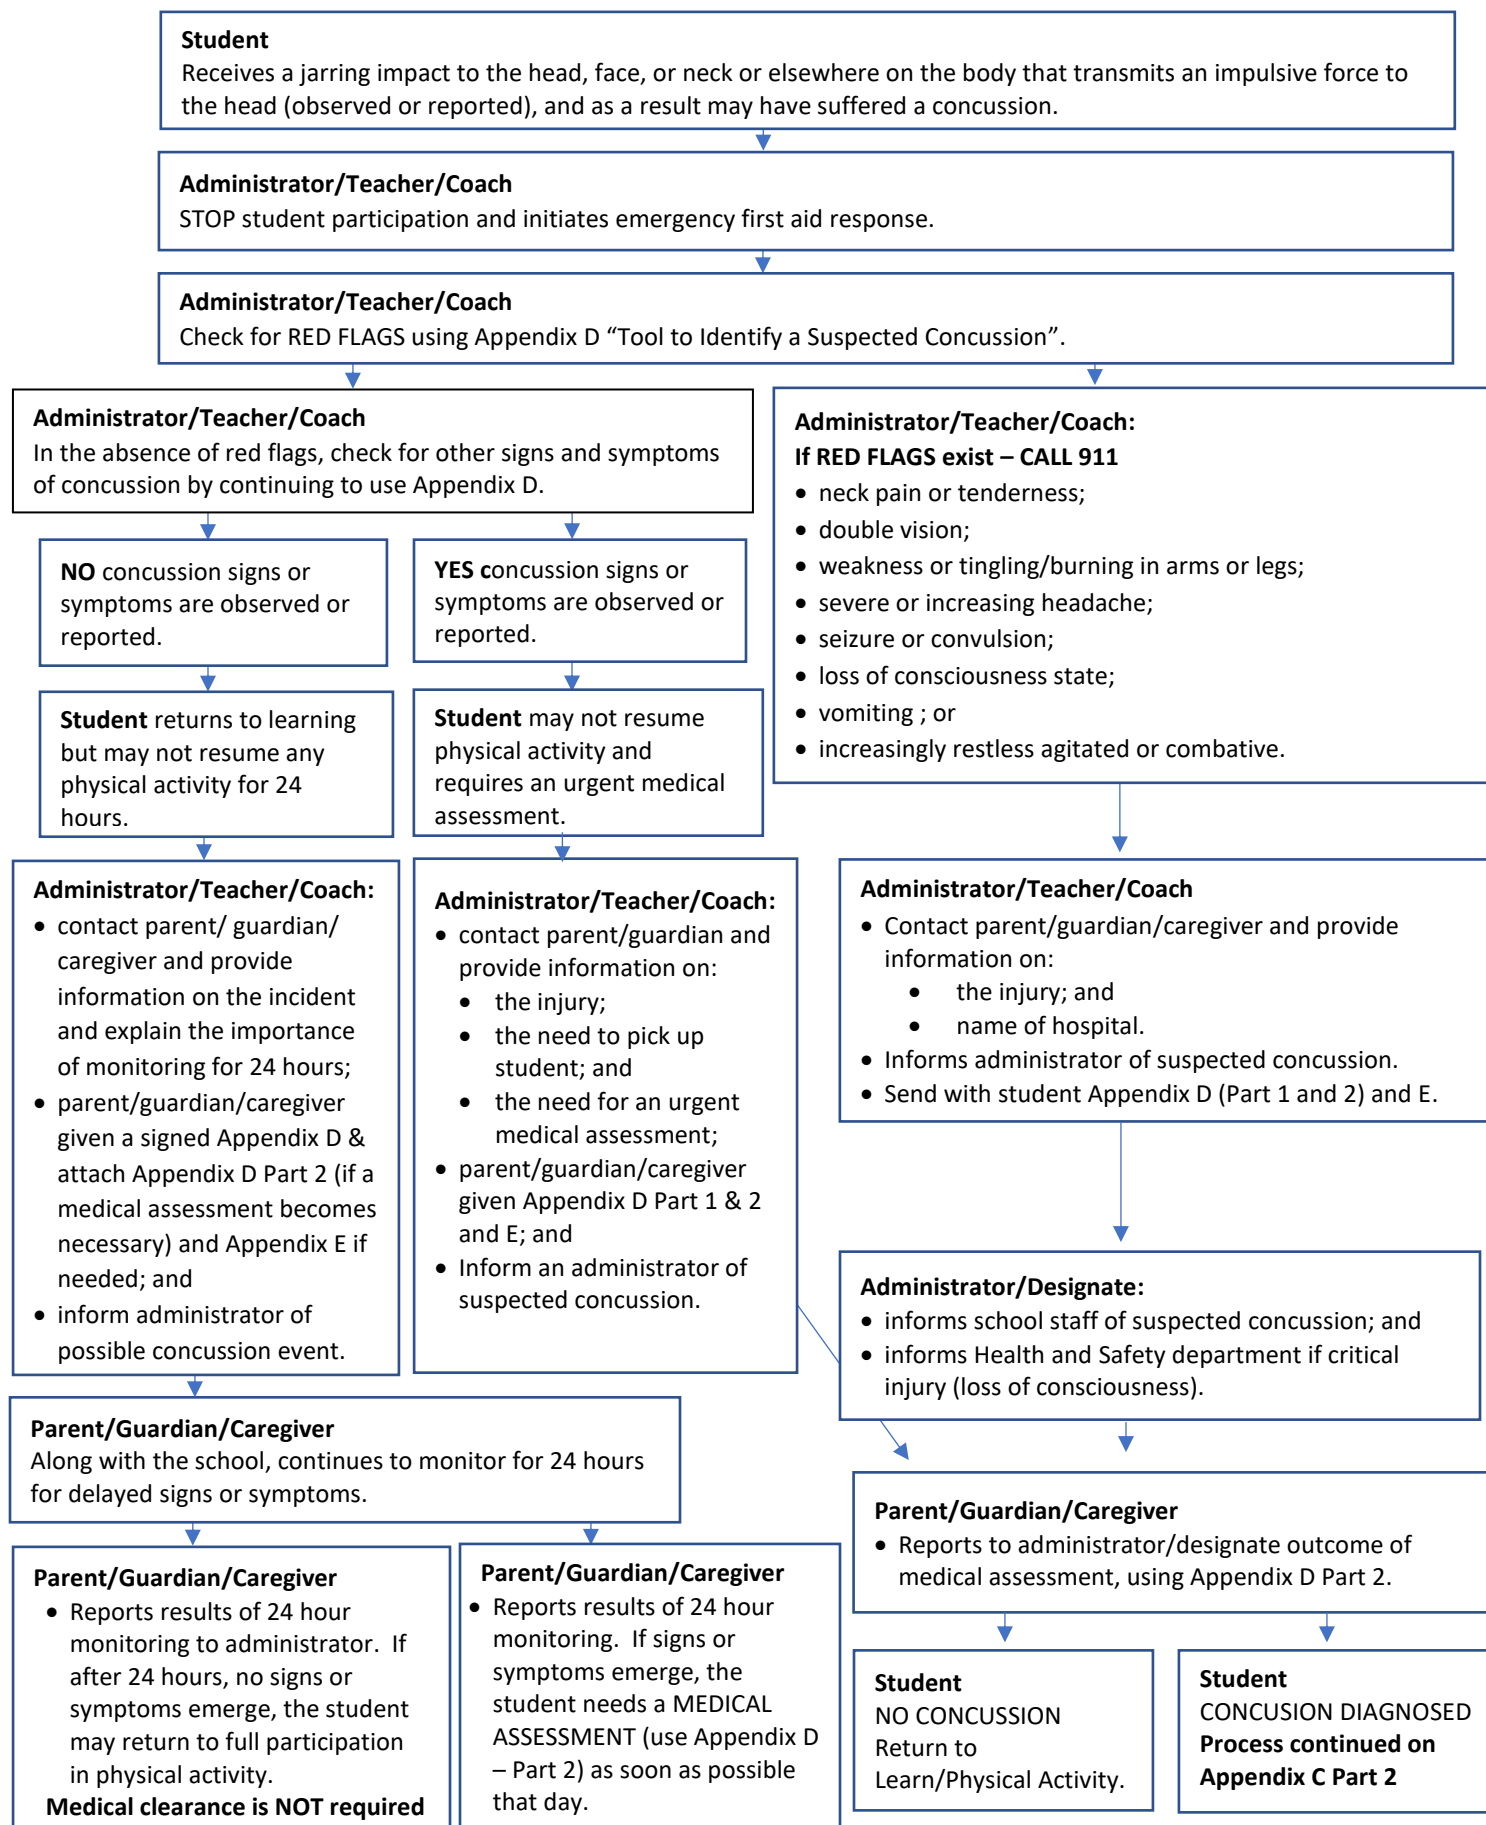 Student
Receives a jarring impact to the head, face, or neck or elsewhere on the body that transmits an impulsive force to
the head (observed or reported), and as a result may have suffered a concussion.
Administrator/Teacher/Coach
STOP student participation and initiates emergency first aid response.
Administrator/Teacher/Coach
Check for RED FLAGS using Appendix D “Tool to Identify a Suspected Concussion”.
Administrator/Teacher/Coach
In the absence of red flags, check for other signs and symptoms
of concussion by continuing to use Appendix D.
Administrator/Teacher/Coach:
If RED FLAGS exist – CALL 911
• neck pain or tenderness;
• double vision;
• weakness or tingling/burning in arms or legs;
• severe or increasing headache;
• seizure or convulsion;
• loss of consciousness state;
• vomiting ; or
• increasingly restless agitated or combative.
NO concussion signs or
symptoms are observed or
reported.
YES concussion signs or
symptoms are observed or
reported.
Student returns to learning
but may not resume any
physical activity for 24
hours.
Student may not resume
physical activity and
requires an urgent medical
assessment.
Administrator/Teacher/Coach:
• contact parent/ guardian/
caregiver and provide
information on the incident
and explain the importance
of monitoring for 24 hours;
• parent/guardian/caregiver
given a signed Appendix D &
attach Appendix D Part 2 (if a
medical assessment becomes
necessary) and Appendix E if
needed; and
• inform administrator of
possible concussion event.
Administrator/Teacher/Coach:
• contact parent/guardian and
provide information on:
• the injury;
• the need to pick up
student; and
• the need for an urgent
medical assessment;
• parent/guardian/caregiver
given Appendix D Part 1 & 2
and E; and
• Inform an administrator of
suspected concussion.
Administrator/Teacher/Coach
• Contact parent/guardian/caregiver and provide
information on:
• the injury; and
• name of hospital.
• Informs administrator of suspected concussion.
• Send with student Appendix D (Part 1 and 2) and E.
Administrator/Designate:
• informs school staff of suspected concussion; and
• informs Health and Safety department if critical
injury (loss of consciousness).
Parent/Guardian/Caregiver
Along with the school, continues to monitor for 24 hours
for delayed signs or symptoms.
Parent/Guardian/Caregiver
• Reports to administrator/designate outcome of
medical assessment, using Appendix D Part 2.
Parent/Guardian/Caregiver
• Reports results of 24 hour
monitoring to administrator. If
after 24 hours, no signs or
symptoms emerge, the student
may return to full participation
in physical activity.
Medical clearance is NOT required
Parent/Guardian/Caregiver
• Reports results of 24 hour
monitoring. If signs or
symptoms emerge, the
student needs a MEDICAL
ASSESSMENT (use Appendix D
– Part 2) as soon as possible
that day.
Student
NO CONCUSSION
Return to
Learn/Physical Activity.
Student
CONCUSION DIAGNOSED
Process continued on
Appendix C Part 2